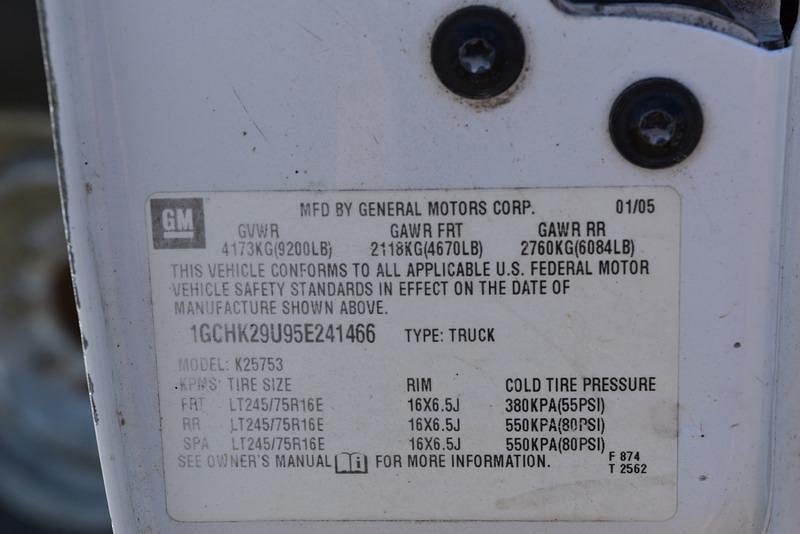 GM
MFD BY GENERAL MOTORS CORP. 01/05
GVWR GAWR FRT GAWR RR
4173KG(9200LB) 2118KG(4670LB) 2760KG(6084LB)
THIS VEHICLE CONFORMS TO ALL APPLICABLE U.S. FEDERAL MOTOR
VEHICLE SAFETY STANDARDS IN EFFECT ON THE DATE OF
MANUFACTURE SHOWN ABOVE.
1GCHK29U95E241466 TYPE: TRUCK
MODEL: K25753
KPMS: TIRE SIZE RIM COLD TIRE PRESSURE
FRT LT245/75R16E 16X6.5J 380KPA(55PSI)
RR LT245/75R16E 16X6.5J 550KPA(80PSI)
SPA LT245/75R16E 16X6.5J 550KPA(80PSI)
SEE OWNER'S MANUAL FOR MORE INFORMATION. F 874
T 2562